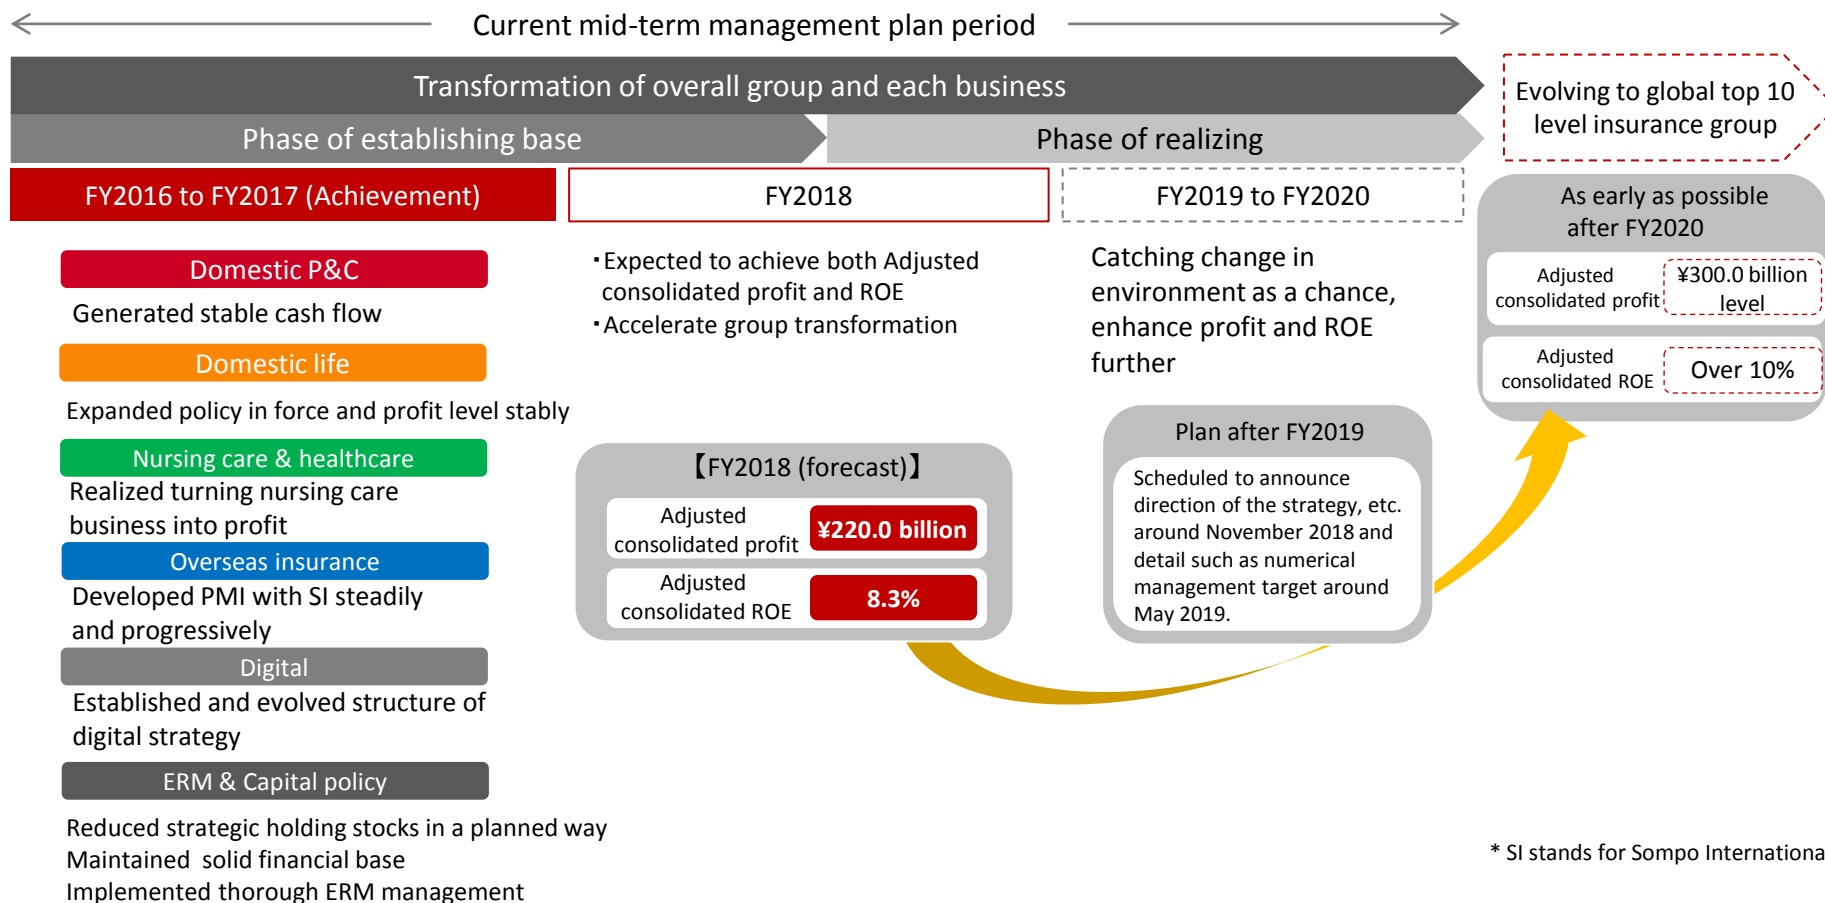 Current mid-term management plan period
Transformation of overall group and each business
Phase of establishing base
Phase of realizing
Evolving to global top 10
level insurance group
FY2016 to FY2017 (Achievement)
Domestic P&C
Generated stable cash flow
Domestic life
Expanded policy in force and profit level stably
Nursing care & healthcare
Realized turning nursing care
business into profit
Overseas insurance
Developed PMI with SI steadily
and progressively
Digital
Established and evolved structure of
digital strategy
ERM & Capital policy
Reduced strategic holding stocks in a planned way
Maintained solid financial base
Implemented thorough ERM management
FY2018
・Expected to achieve both Adjusted
consolidated profit and ROE
・Accelerate group transformation
【FY2018 (forecast)】
Adjusted
consolidated profit
¥220.0 billion
Adjusted
consolidated ROE
8.3%
FY2019 to FY2020
Catching change in
environment as a chance,
enhance profit and ROE
further
Plan after FY2019
Scheduled to announce
direction of the strategy, etc.
around November 2018 and
detail such as numerical
management target around
May 2019.
As early as possible
after FY2020
Adjusted
consolidated profit
¥300.0 billion
level
Adjusted
consolidated ROE
Over 10%
* SI stands for Sompo Internationa